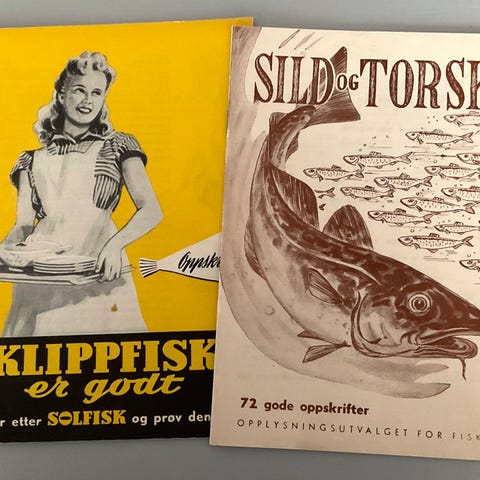 Oppskr
KLIPPFISK
er godt
r etter SOLFISK og prøv den
SILD OG TORSK
72 gode oppskrifter
OPPLYSNINGSUTVALGET FOR FISK